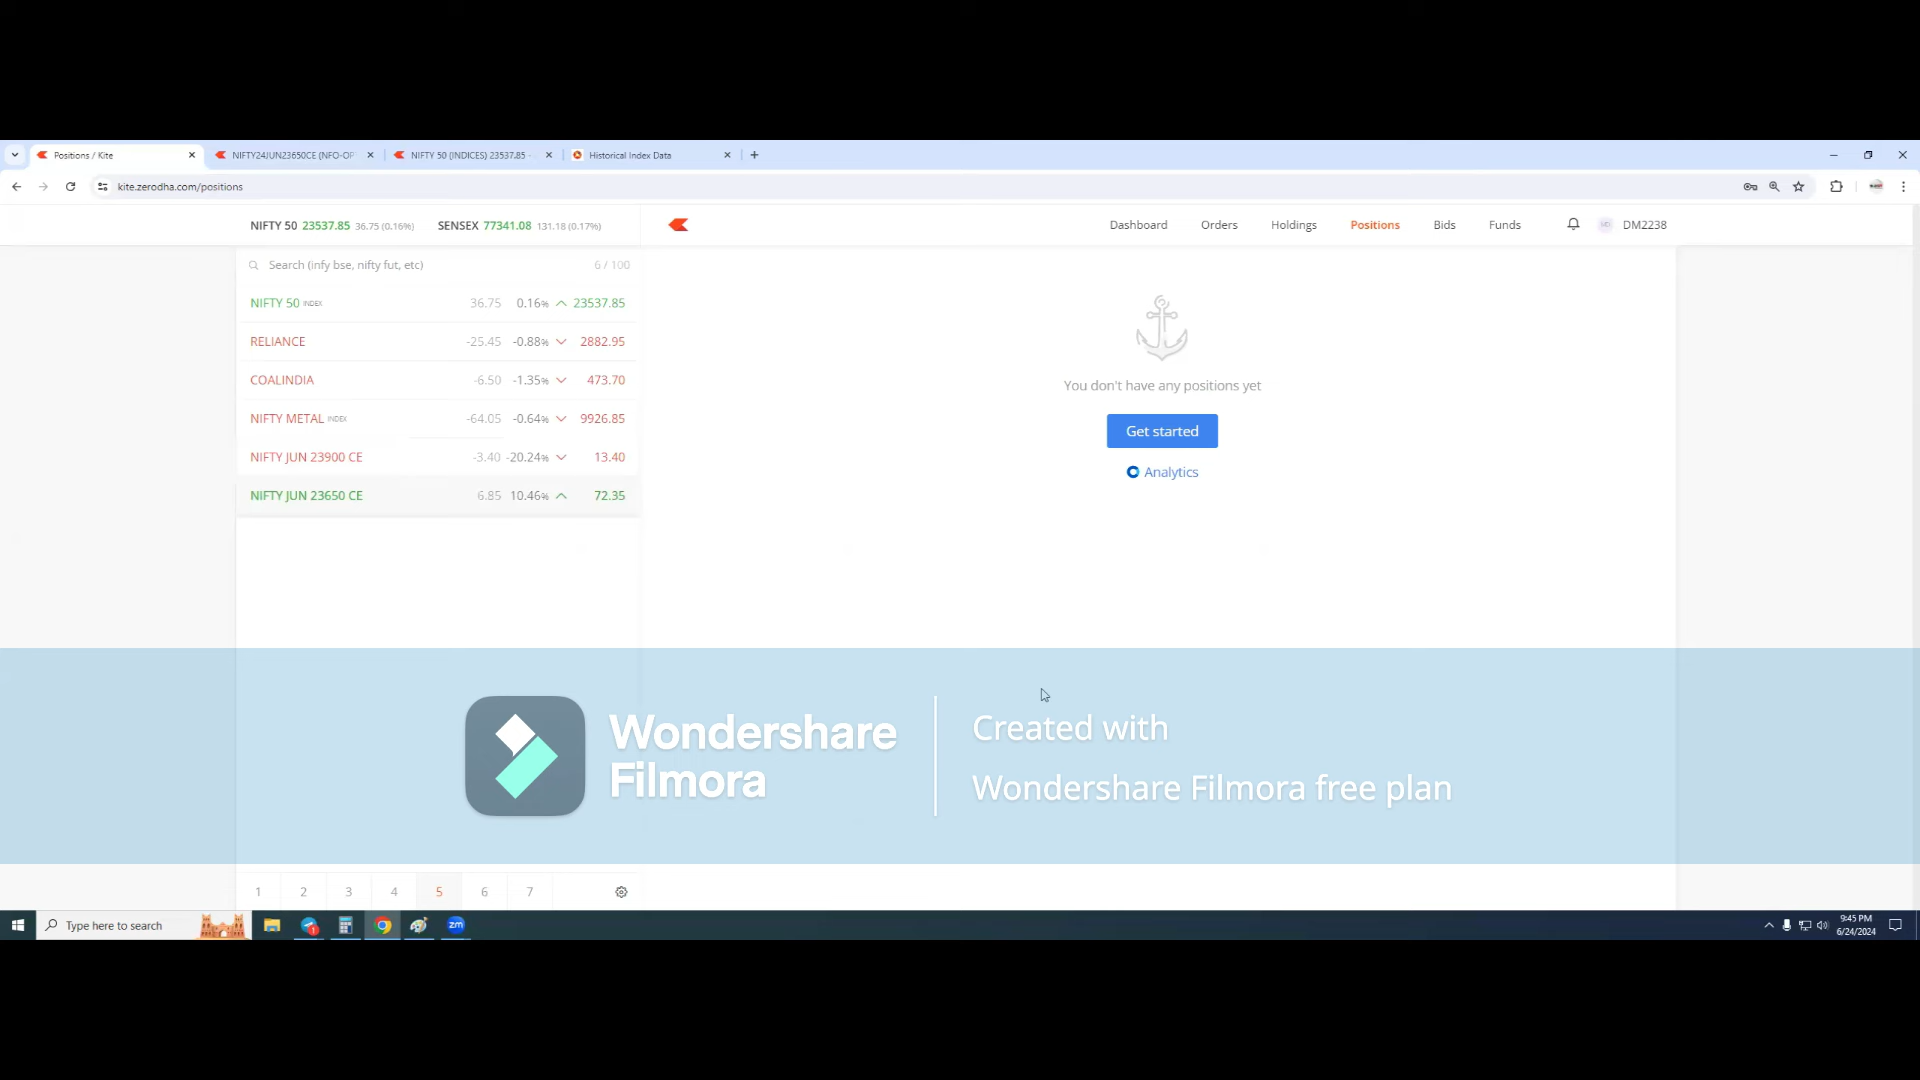 Positions / Kite
NIFTY24JUN23650CE (NFO-OP
NIFTY 50 (INDICES) 23537.85 -
Historical Index Data
kite.zerodha.com/positions
NIFTY 50 23537.85 36.75 (0.16%) SENSEX 77341.08 131.18 (0.17%)
Dashboard Orders Holdings Positions Bids Funds DM2238
Search (infy bse, nifty fut, etc) 6 / 100
NIFTY 50 INDEX 36.75 0.16% 23537.85
RELIANCE -25.45 -0.88% 2882.95
COALINDIA -6.50 -1.35% 473.70
NIFTY METAL INDEX -64.05 -0.64% 9926.85
NIFTY JUN 23900 CE -3.40 -20.24% 13.40
NIFTY JUN 23650 CE 6.85 10.46% 72.35
You don't have any positions yet
Get started
Analytics
Wondershare
Filmora
Created with
Wondershare Filmora free plan
1 2 3 4 5 6 7
Type here to search
1
zm
9:45 PM
6/24/2024